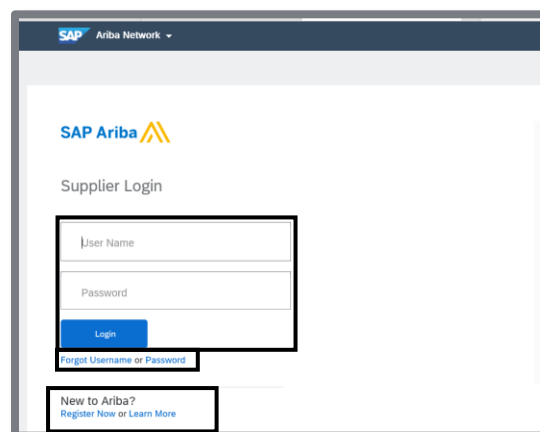 SAP Ariba Network
SAP Ariba
Supplier Login
User Name
Password
Login
Forgot Username or Password
New to Ariba?
Register Now or Learn More